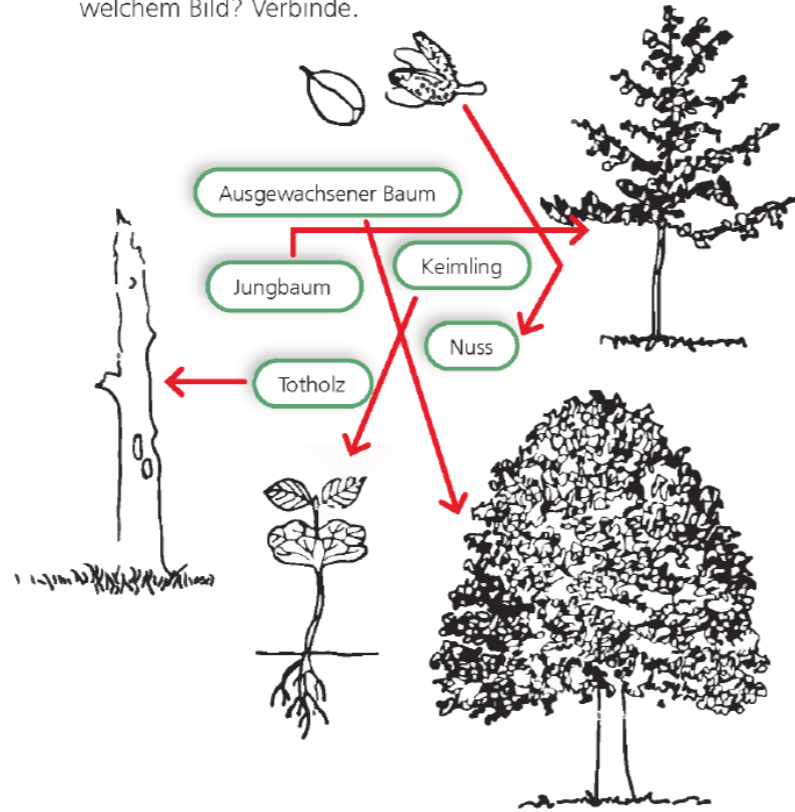 welchem Bild? Verbinde.
Ausgewachsener Baum
Keimling
Jungbaum
Nuss
Totholz